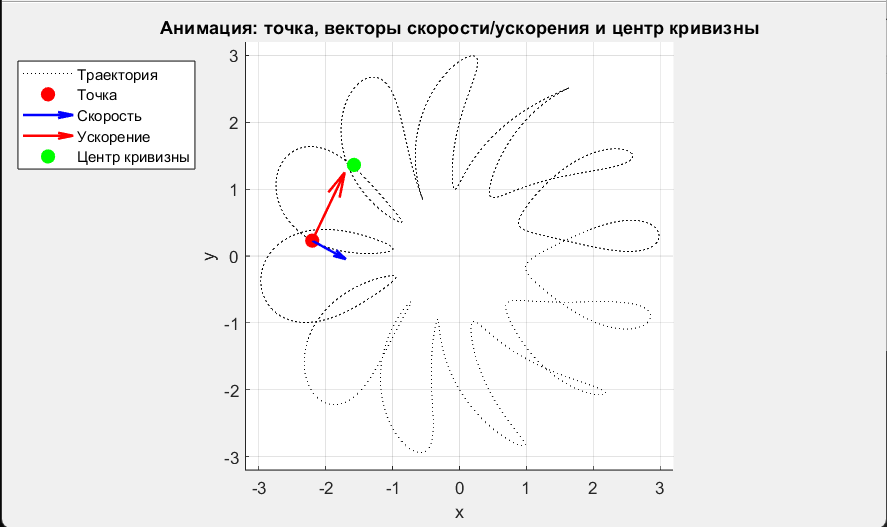 Анимация: точка, векторы скорости/ускорения и центр кривизны
Траектория
Точка
Скорость
Ускорение
Центр кривизны
3
2
1
0
-1
-2
-3
y
-3
-2
-1
0
1
2
3
x